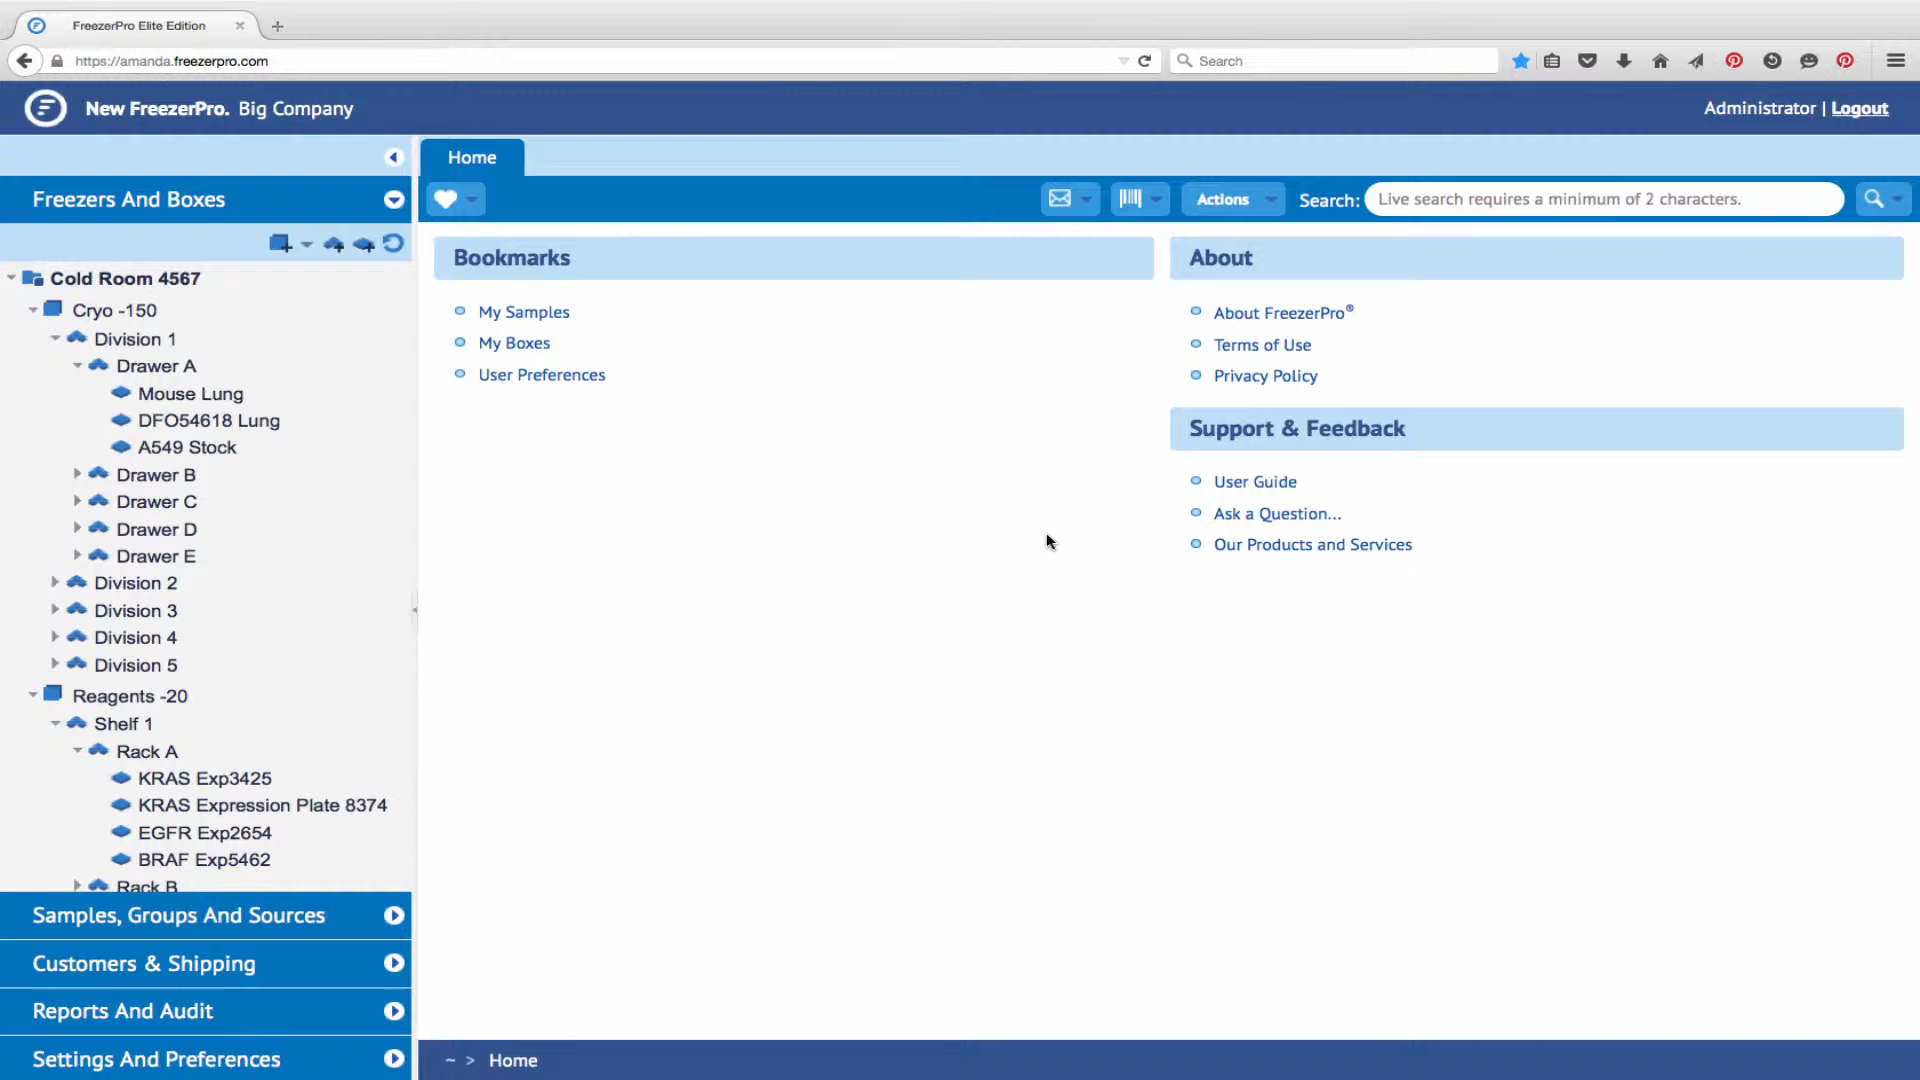 FreezerPro Elite Edition
https://amanda.freezerpro.com
Search
New FreezerPro. Big Company
Administrator | Logout
Home
Freezers And Boxes
Actions
Search:
Live search requires a minimum of 2 characters.
Cold Room 4567
Cryo -150
Division 1
Drawer A
Mouse Lung
DFO54618 Lung
A549 Stock
Drawer B
Drawer C
Drawer D
Drawer E
Division 2
Division 3
Division 4
Division 5
Reagents -20
Shelf 1
Rack A
KRAS Exp3425
KRAS Expression Plate 8374
EGFR Exp2654
BRAF Exp5462
Rack B
Samples, Groups And Sources
Customers & Shipping
Reports And Audit
Settings And Preferences
Bookmarks
My Samples
My Boxes
User Preferences
About
About FreezerPro®
Terms of Use
Privacy Policy
Support & Feedback
User Guide
Ask a Question...
Our Products and Services
~ > Home